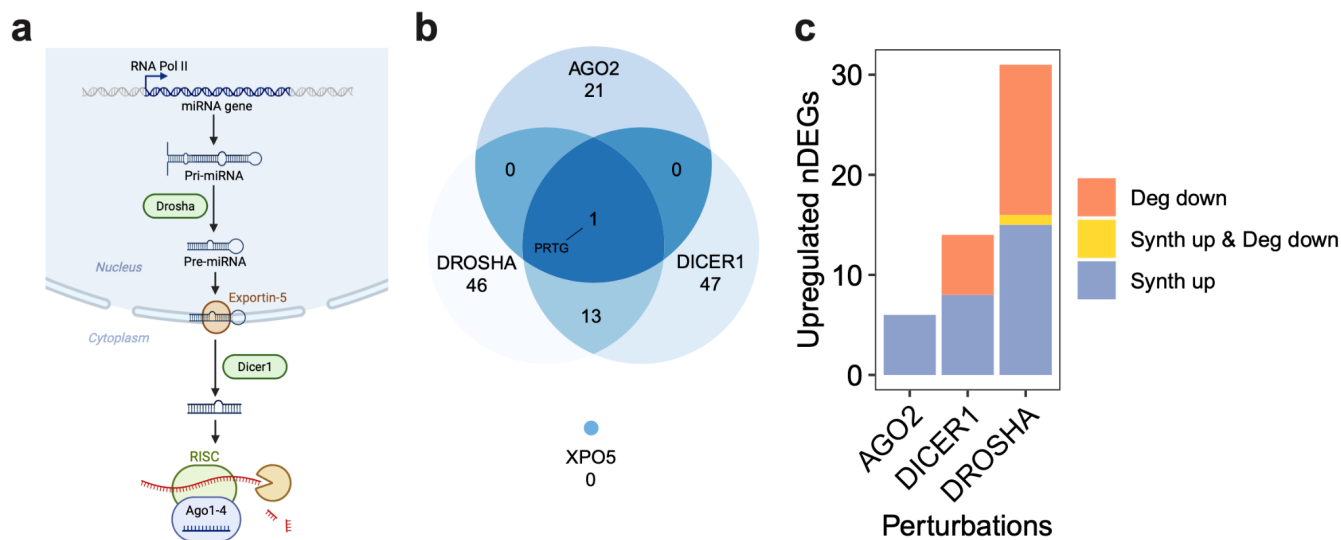 a
RNA Pol II
miRNA gene
Pri-miRNA
Drosha
Pre-miRNA
Nucleus
Exportin-5
Cytoplasm
Dicer1
RISC
Ago1-4
b
AGO2
21
0
0
1
PRTG
DROSHA
46
DICER1
47
13
XPO5
0
c
Upregulated nDEGs
30
20
10
0
AGO2
DICER1
DROSHA
Perturbations
Deg down
Synth up & Deg down
Synth up